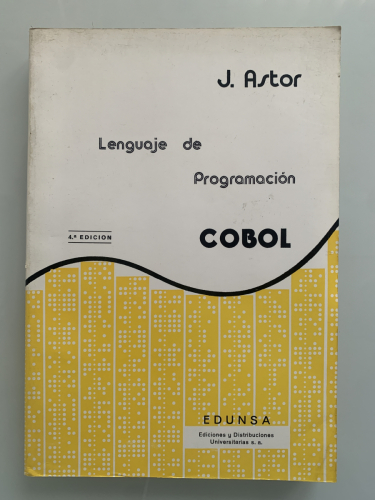 J. Astor
Lenguaje de
Programación
4.ª EDICION
COBOL
EDUNSA
Ediciones y Distribuciones
Universitarias s. a.